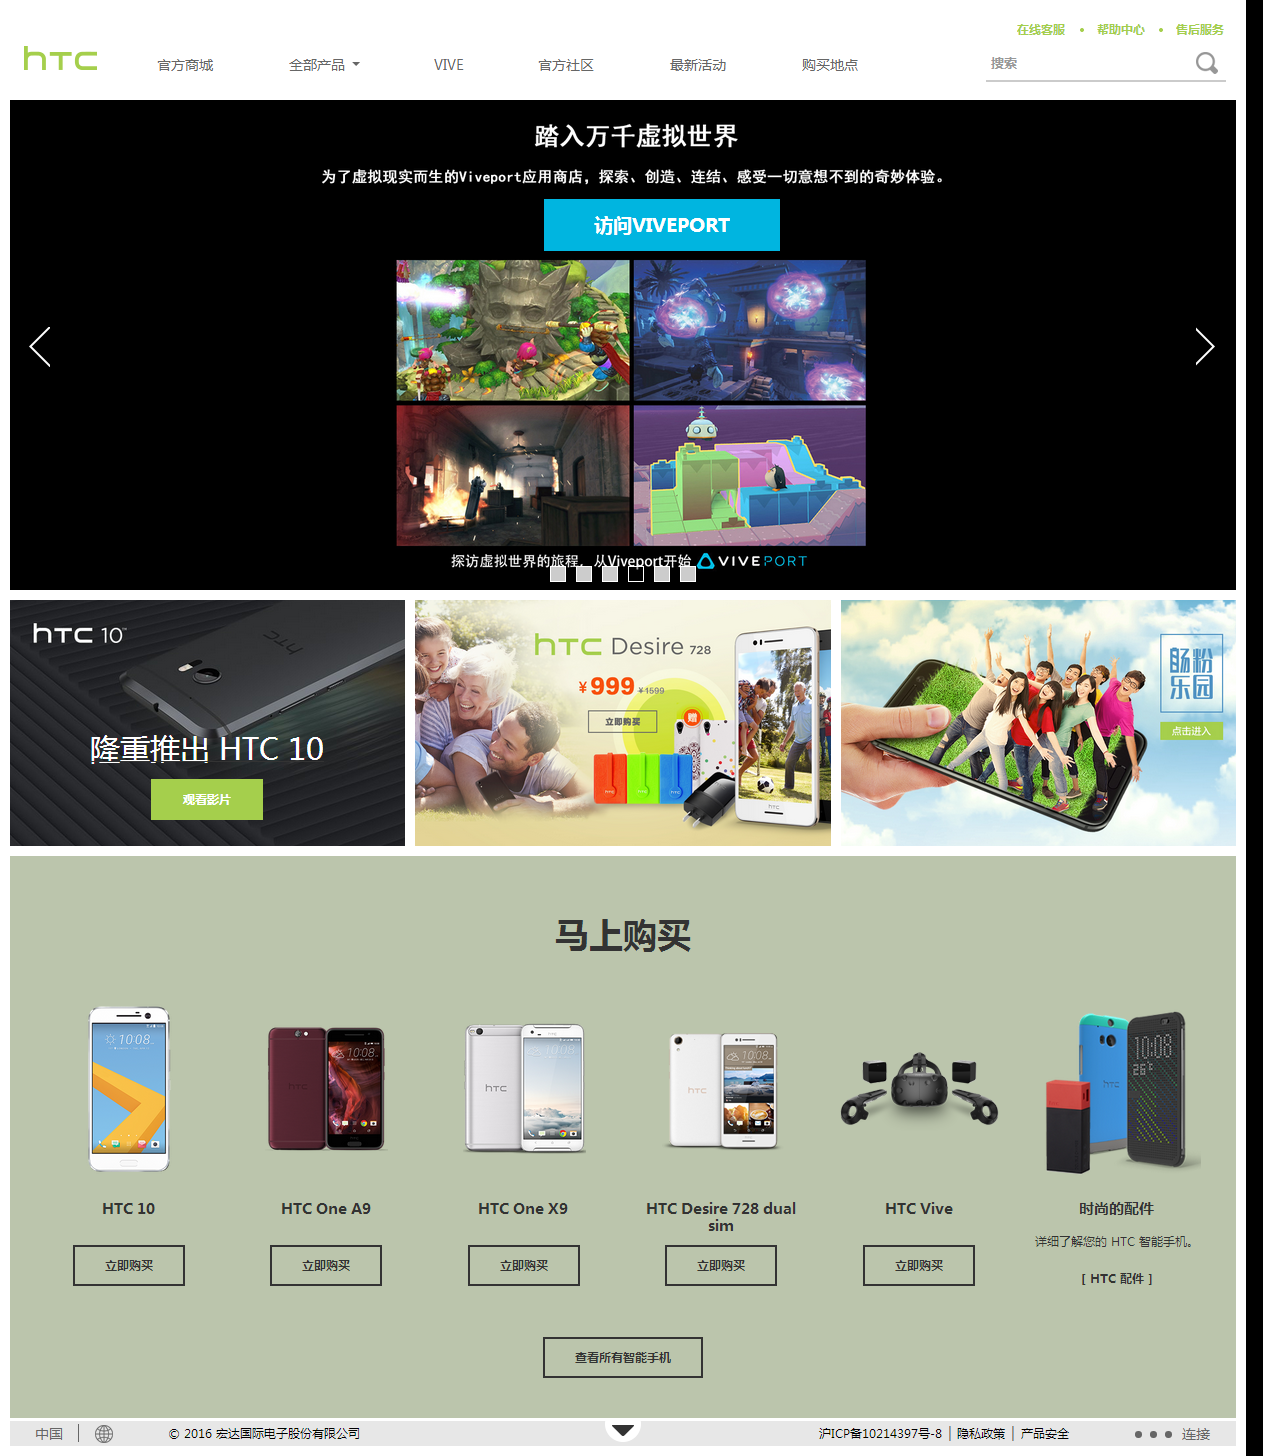 在线客服 • 帮助中心 • 售后服务
hTC 官方商城 全部产品 VIVE 官方社区 最新活动 购买地点 搜索
踏入万千虚拟世界
为了虚拟现实而生的Viveport应用商店，探索、创造、连结、感受一切意想不到的奇妙体验。
访问VIVEPORT
探访虚拟世界的旅程，从Viveport开始 VIVEPORT
hTC 10
隆重推出 HTC 10
观看影片
hTC Desire 728
¥999 ¥1599
立即购买
赠
肠粉
乐园
点击进入
马上购买
HTC 10
立即购买
HTC One A9
立即购买
HTC One X9
立即购买
HTC Desire 728 dual
sim
立即购买
HTC Vive
立即购买
时尚的配件
详细了解您的 HTC 智能手机。
[ HTC 配件 ]
查看所有智能手机
中国 © 2016 宏达国际电子股份有限公司 沪ICP备10214397号-8 | 隐私政策 | 产品安全 连接